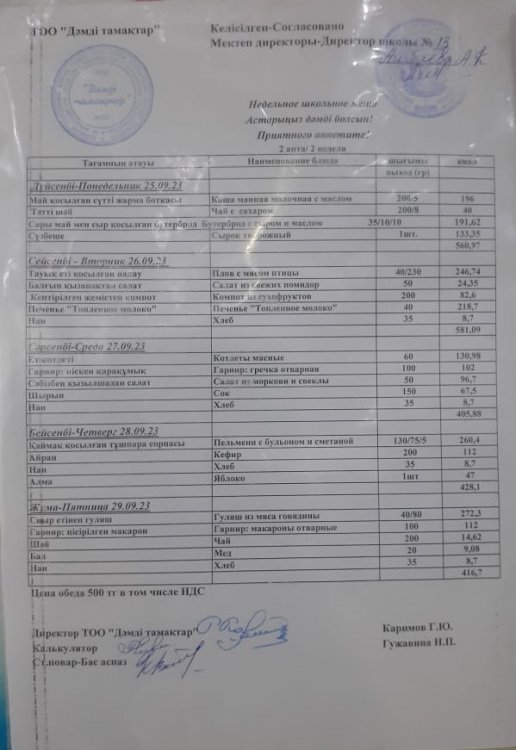 ТОО "Дәмді тамақтар" Келісілген-Согласовано
Мектеп директоры-Директор школы № 13
"Дәмді тамақтар"
Недельное школьное меню
Астарыңыз дәмді болсын!
Приятного аппетита!
2 апта/ 2 неделя
Тағамның атауы Наименование блюда шығымы выход (гр) ккал
Дүйсенбі-Понедельник 25.09.23
Май қосылған сүтті жарма ботқасы Каша манная молочная с маслом 200/5 196
Тәтті шай Чай с сахаром 200/8 40
Сары май мен сыр қосылған бутерброд Бутерброд с сыром и маслом 35/10/10 191,62
Сүзбеше Сырок творожный 1шт. 133,35
560,97
Сейсенбі - Вторник 26.09.23
Тауық еті қосылған палау Плов с мясом птицы 40/230 246,74
Балғын қызанақтан салат Салат из свежих помидор 50 24,35
Кептірілген жемістен компот Компот из сухофруктов 200 82,6
Печенье "Топленное молоко" Печенье "Топленное молоко" 40 218,7
Нан Хлеб 35 8,7
581,09
Сәрсенбі-Среда 27.09.23
Ет котлеті Котлеты мясные 60 130,98
Гарнир: піскен қарақұмық Гарнир: гречка отварная 100 102
Сәбізбен қызылшадан салат Салат из моркови и свеклы 50 96,7
Шырын Сок 150 67,5
Нан Хлеб 35 8,7
405,88
Бейсенбі-Четверг 28.09.23
Қаймақ қосылған тұшпара сорпасы Пельмени с бульоном и сметаной 130/75/5 260,4
Айран Кефир 200 112
Нан Хлеб 35 8,7
Алма Яблоко 1шт 47
428,1
Жұма-Пятница 29.09.23
Сиыр етінен гуляш Гуляш из мяса говядины 40/80 272,3
Гарнир: пісірілген макарон Гарнир: макароны отварные 100 112
Шай Чай 200 14,62
Бал Мед 20 9,08
Нан Хлеб 35 8,7
416,7
Цена обеда 500 тг в том числе НДС
Директор ТОО "Дәмді тамақтар" Каримов Г.Ю.
Калькулятор Гужавина Н.П.
Ст.повар-Бас аспаз